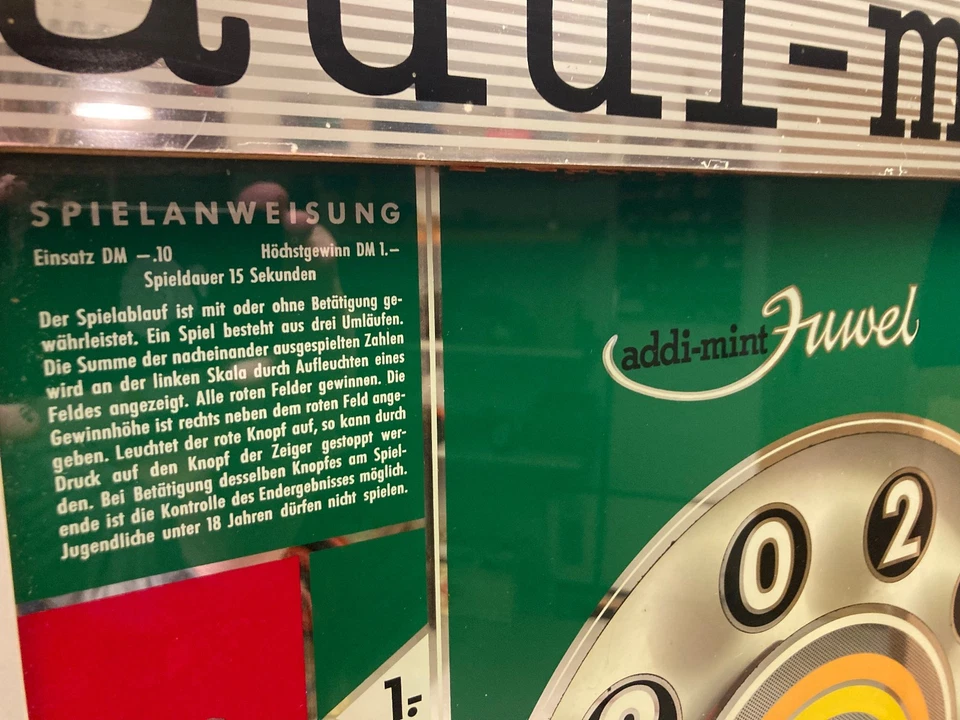 addi-m
SPIELANWEISUNG
Einsatz DM –.10 Höchstgewinn DM 1.–
Spieldauer 15 Sekunden
Der Spielablauf ist mit oder ohne Betätigung ge-
währleistet. Ein Spiel besteht aus drei Umläufen.
Die Summe der nacheinander ausgespielten Zahlen
wird an der linken Skala durch Aufleuchten eines
Feldes angezeigt. Alle roten Felder gewinnen. Die
Gewinnhöhe ist rechts neben dem roten Feld ange-
geben. Leuchtet der rote Knopf auf, so kann durch
Druck auf den Knopf der Zeiger gestoppt wer-
den. Bei Betätigung desselben Knopfes am Spiel-
ende ist die Kontrolle des Endergebnisses möglich.
Jugendliche unter 18 Jahren dürfen nicht spielen.
addi-mint Juwel
0
2
1.-